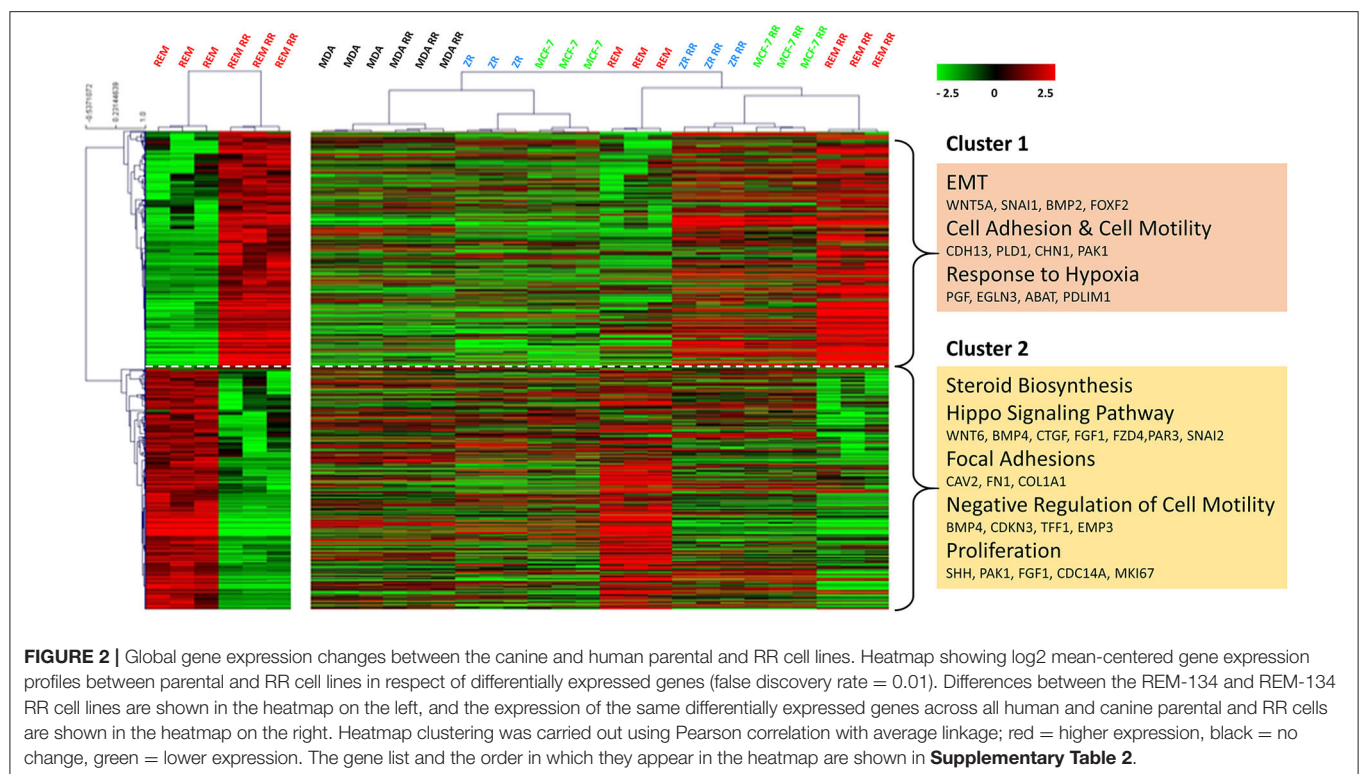 REM
REM
REM
REM RR
REM RR
REM RR
MDA
MDA
MDA
MDA RR
MDA RR
MDA RR
ZR
ZR
ZR
MCF-7
MCF-7
MCF-7
REM
REM
REM
ZR RR
ZR RR
ZR RR
MCF-7 RR
MCF-7 RR
MCF-7 RR
REM RR
REM RR
REM RR
-0.5371072
0.23144639
1.0
- 2.5 0 2.5
Cluster 1
EMT
WNT5A, SNAI1, BMP2, FOXF2
Cell Adhesion & Cell Motility
CDH13, PLD1, CHN1, PAK1
Response to Hypoxia
PGF, EGLN3, ABAT, PDLIM1
Cluster 2
Steroid Biosynthesis
Hippo Signaling Pathway
WNT6, BMP4, CTGF, FGF1, FZD4,PAR3, SNAI2
Focal Adhesions
CAV2, FN1, COL1A1
Negative Regulation of Cell Motility
BMP4, CDKN3, TFF1, EMP3
Proliferation
SHH, PAK1, FGF1, CDC14A, MKI67
FIGURE 2 | Global gene expression changes between the canine and human parental and RR cell lines. Heatmap showing log2 mean-centered gene expression
profiles between parental and RR cell lines in respect of differentially expressed genes (false discovery rate = 0.01). Differences between the REM-134 and REM-134
RR cell lines are shown in the heatmap on the left, and the expression of the same differentially expressed genes across all human and canine parental and RR cells
are shown in the heatmap on the right. Heatmap clustering was carried out using Pearson correlation with average linkage; red = higher expression, black = no
change, green = lower expression. The gene list and the order in which they appear in the heatmap are shown in Supplementary Table 2.